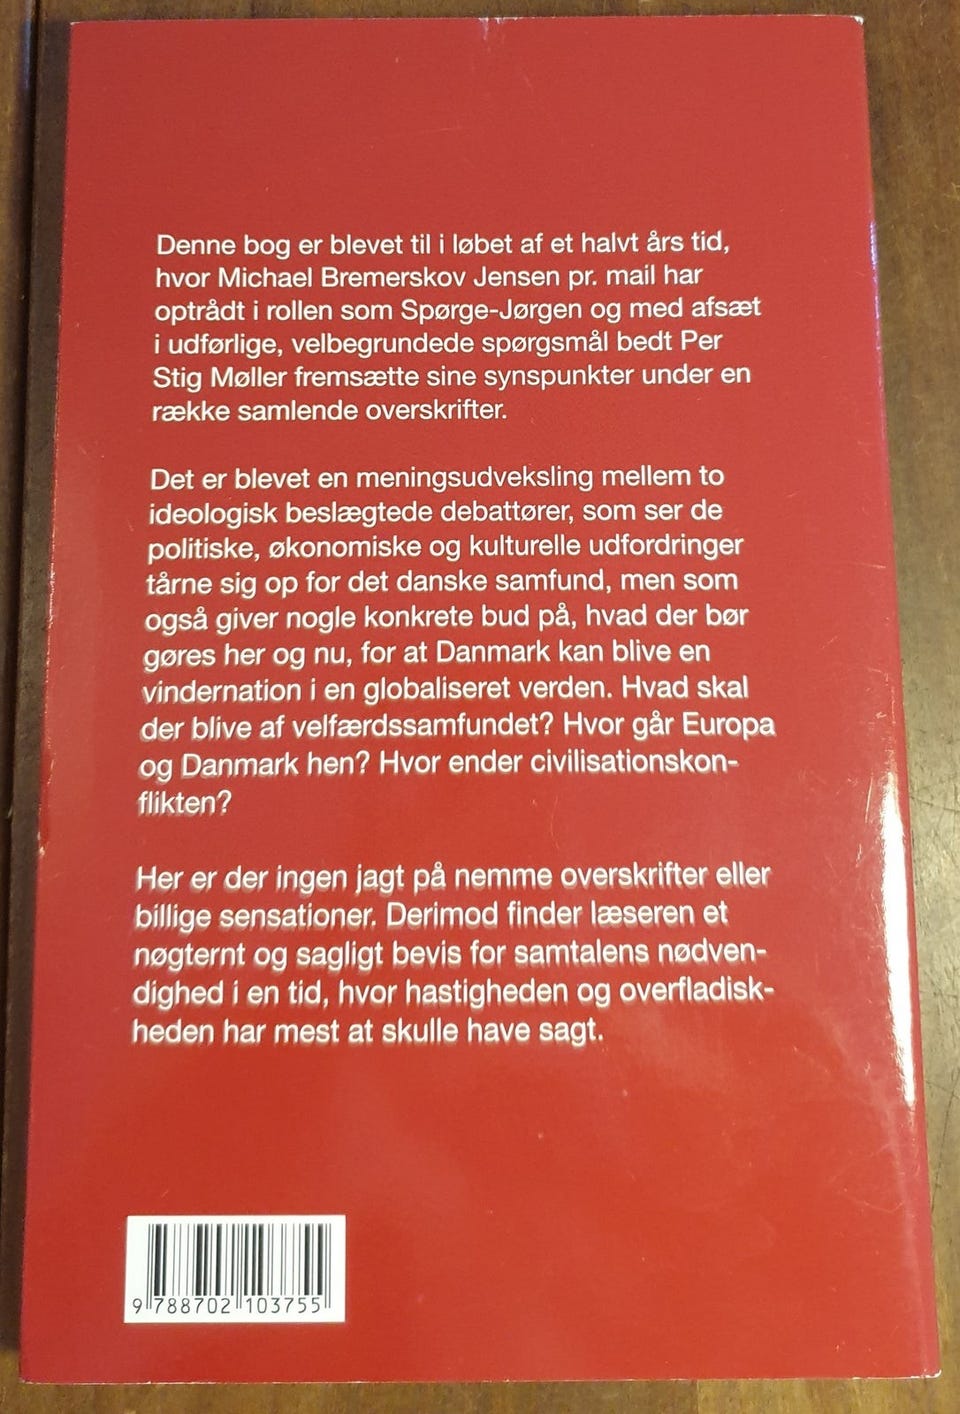 Denne bog er blevet til i løbet af et halvt års tid,
hvor Michael Bremerskov Jensen pr. mail har
optrådt i rollen som Spørge-Jørgen og med afsæt
i udførlige, velbegrundede spørgsmål bedt Per
Stig Møller fremsætte sine synspunkter under en
række samlende overskrifter.
Det er blevet en meningsudveksling mellem to
ideologisk beslægtede debattører, som ser de
politiske, økonomiske og kulturelle udfordringer
tårne sig op for det danske samfund, men som
også giver nogle konkrete bud på, hvad der bør
gøres her og nu, for at Danmark kan blive en
vindernation i en globaliseret verden. Hvad skal
der blive af velfærdssamfundet? Hvor går Europa
og Danmark hen? Hvor ender civilisationskon-
flikten?
Her er der ingen jagt på nemme overskrifter eller
billige sensationer. Derimod finder læseren et
nøgternt og sagligt bevis for samtalens nødven-
dighed i en tid, hvor hastigheden og overfladisk-
heden har mest at skulle have sagt.
9 788702 103755